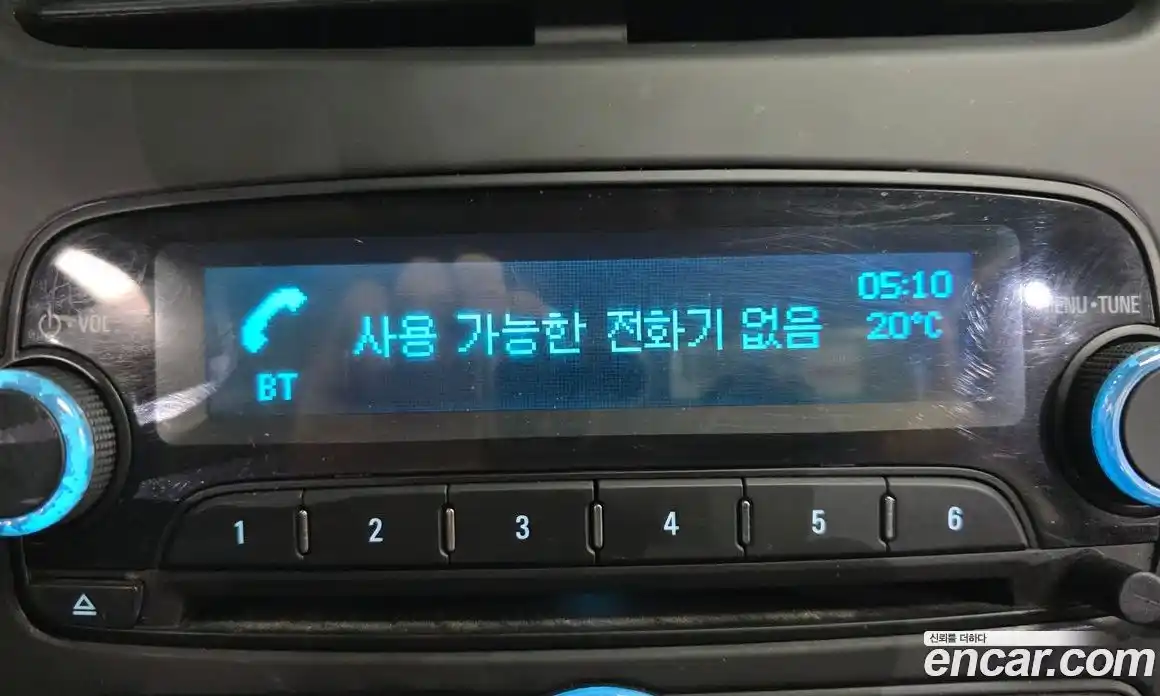 05:10
사용 가능한 전화기 없음 20°C
BT
VOL
MENU•TUNE
1 2 3 4 5 6
신뢰를 더하다
encar.com